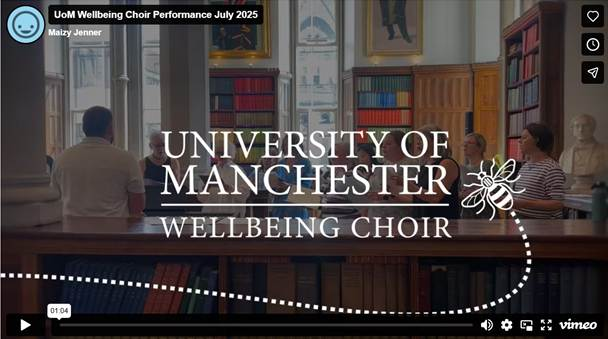 UoM Wellbeing Choir Performance July 2025
Maizy Jenner
UNIVERSITY OF
MANCHESTER
WELLBEING CHOIR
01:04
vimeo